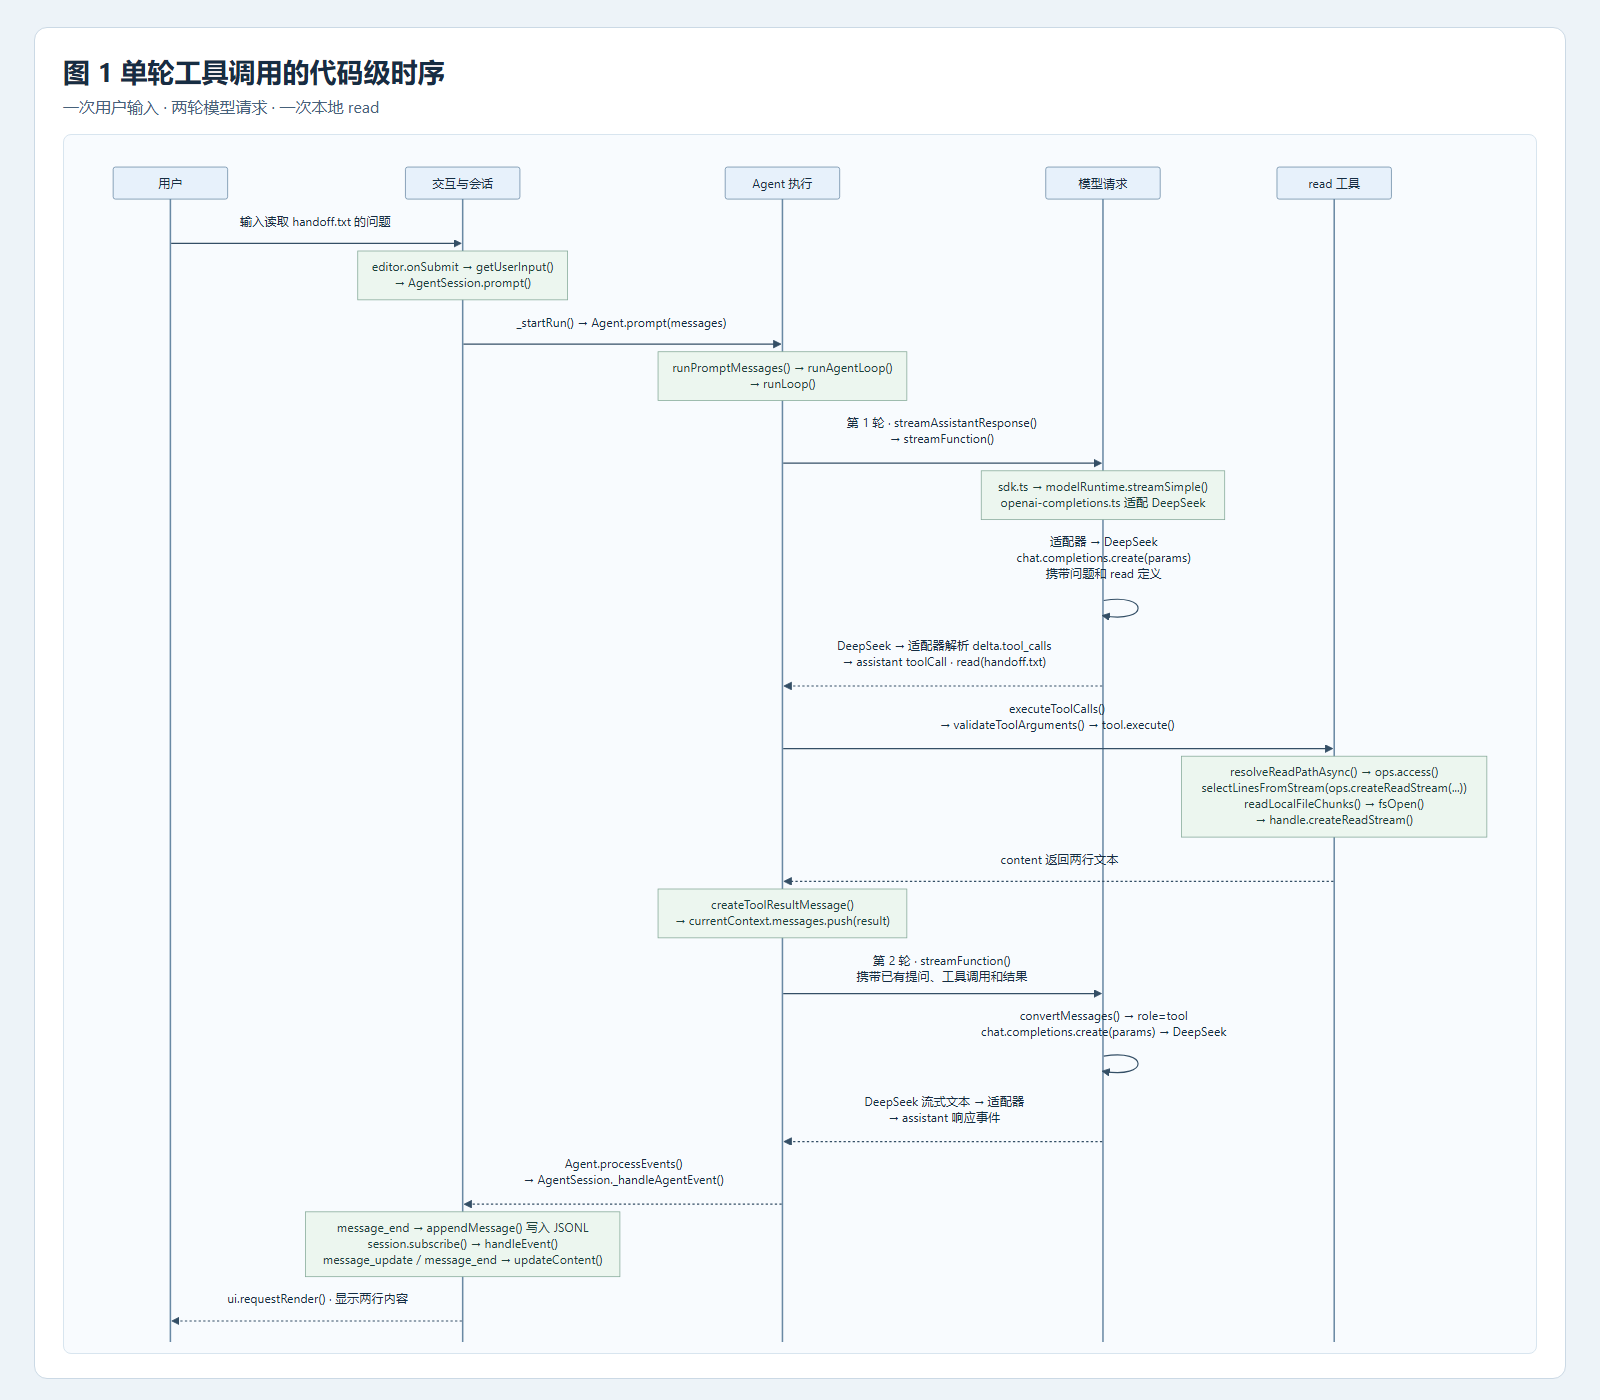 图 1 单轮工具调用的代码级时序
一次用户输入 · 两轮模型请求 · 一次本地 read
用户
交互与会话
Agent 执行
模型请求
read 工具
输入读取 handoff.txt 的问题
editor.onSubmit → getUserInput()
→ AgentSession.prompt()
_startRun() → Agent.prompt(messages)
runPromptMessages() → runAgentLoop()
→ runLoop()
第 1 轮 · streamAssistantResponse()
→ streamFunction()
sdk.ts → modelRuntime.streamSimple()
openai-completions.ts 适配 DeepSeek
适配器 → DeepSeek
chat.completions.create(params)
携带问题和 read 定义
DeepSeek → 适配器解析 delta.tool_calls
→ assistant toolCall · read(handoff.txt)
executeToolCalls()
→ validateToolArguments() → tool.execute()
resolveReadPathAsync() → ops.access()
selectLinesFromStream(ops.createReadStream(...))
readLocalFileChunks() → fsOpen()
→ handle.createReadStream()
content 返回两行文本
createToolResultMessage()
→ currentContext.messages.push(result)
第 2 轮 · streamFunction()
携带已有提问、工具调用和结果
convertMessages() → role=tool
chat.completions.create(params) → DeepSeek
DeepSeek 流式文本 → 适配器
→ assistant 响应事件
Agent.processEvents()
→ AgentSession._handleAgentEvent()
message_end → appendMessage() 写入 JSONL
session.subscribe() → handleEvent()
message_update / message_end → updateContent()
ui.requestRender() · 显示两行内容